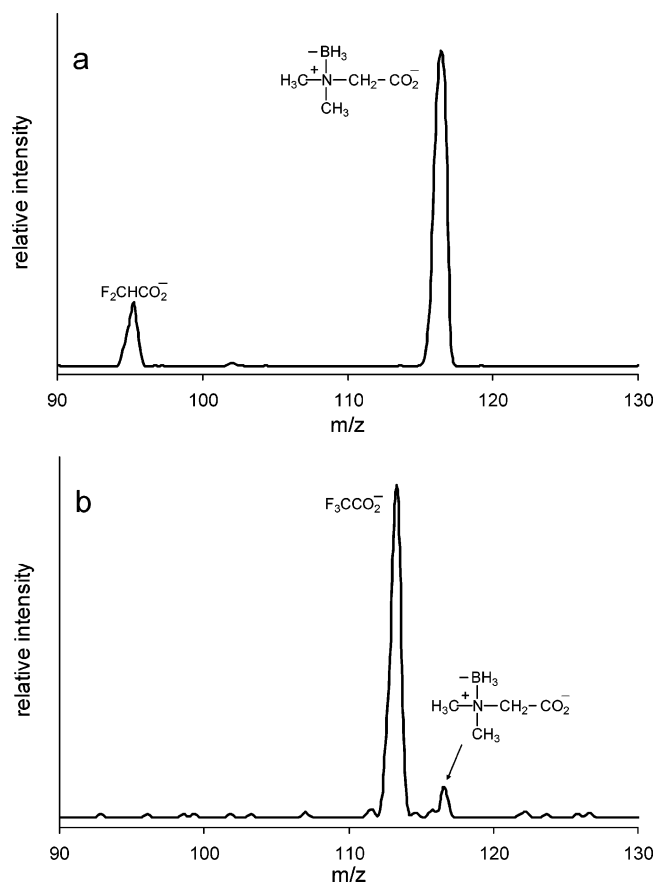 a
−BH₃
+
H₃C−N−CH₂−CO₂⁻
CH₃
F₂CHCO₂⁻
relative intensity
90 100 110 120 130
m/z
b
F₃CCO₂⁻
−BH₃
+
H₃C−N−CH₂−CO₂⁻
CH₃
relative intensity
90 100 110 120 130
m/z